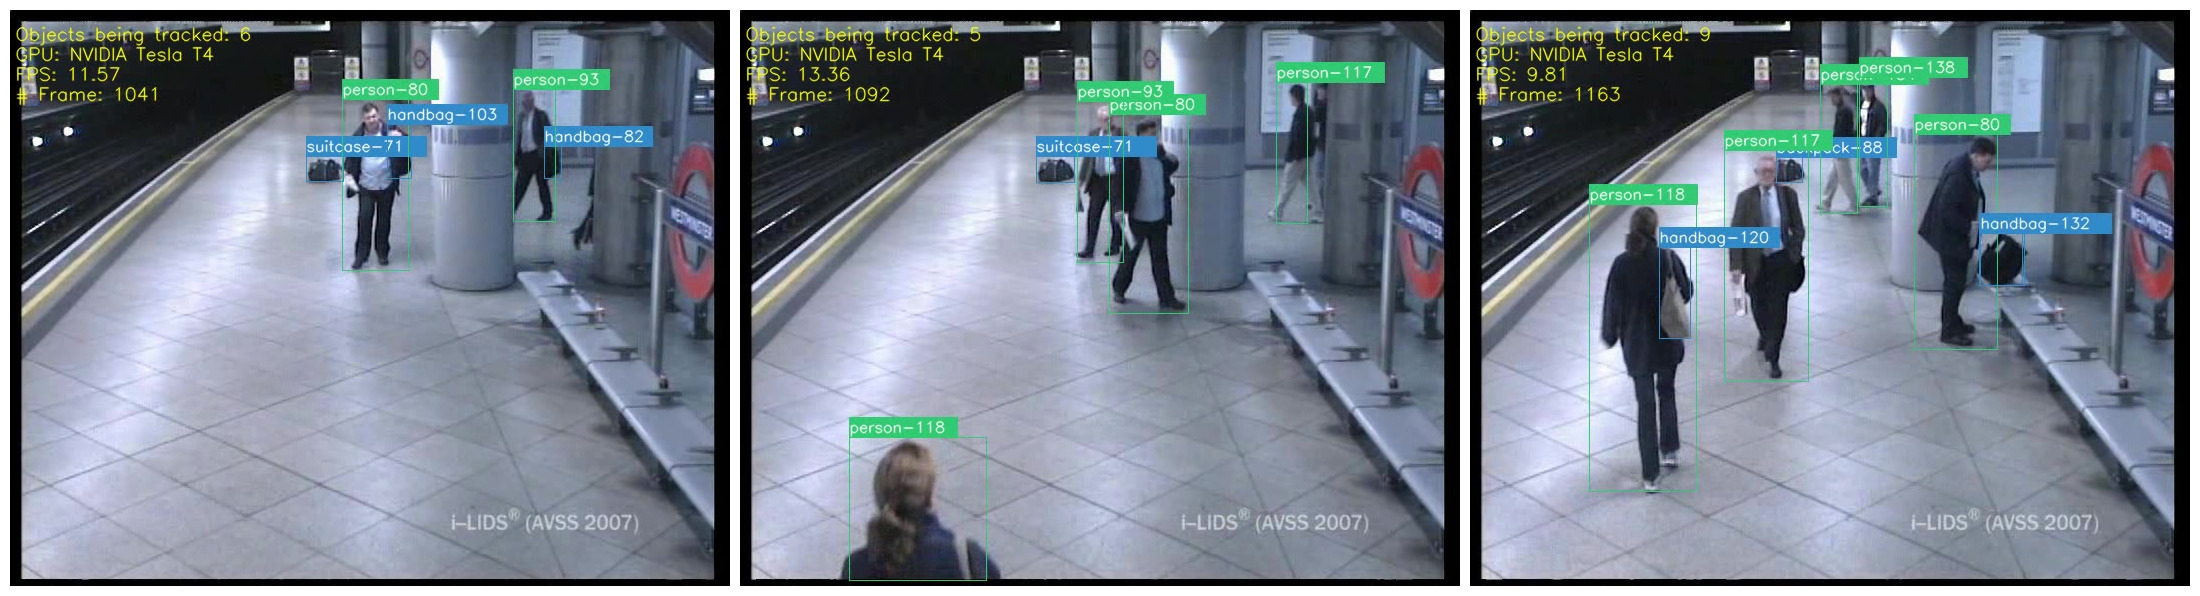 Objects being tracked: 6
GPU: NVIDIA Tesla T4
FPS: 11.57
# Frame: 1041
person-80
person-93
handbag-103
handbag-82
suitcase-71
WESTMINSTER
i-LIDS® (AVSS 2007)
Objects being tracked: 5
GPU: NVIDIA Tesla T4
FPS: 13.36
# Frame: 1092
person-117
person-93
person-80
suitcase-71
person-118
i-LIDS® (AVSS 2007)
Objects being tracked: 9
GPU: NVIDIA Tesla T4
FPS: 9.81
# Frame: 1163
person-138
person-80
person-117
backpack-88
person-118
handbag-132
handbag-120
i-LIDS® (AVSS 2007)